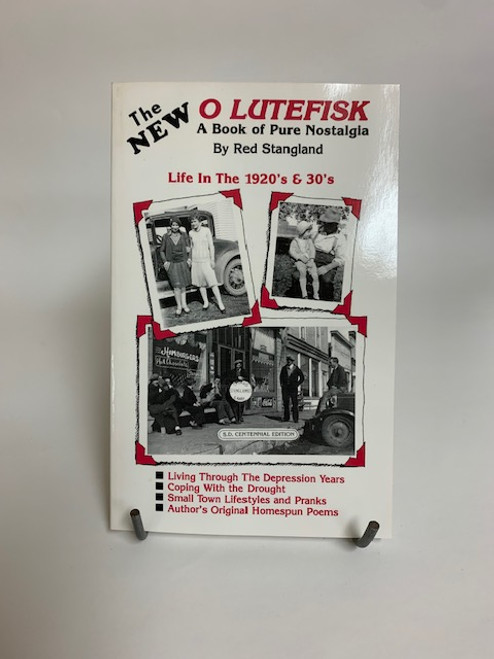 The
NEW
O LUTEFISK
A Book of Pure Nostalgia
By Red Stangland
Life In The 1920's & 30's
HAMBURGERS
S.D. CENTENNIAL EDITION
Living Through The Depression Years
Coping With the Drought
Small Town Lifestyles and Pranks
Author's Original Homespun Poems